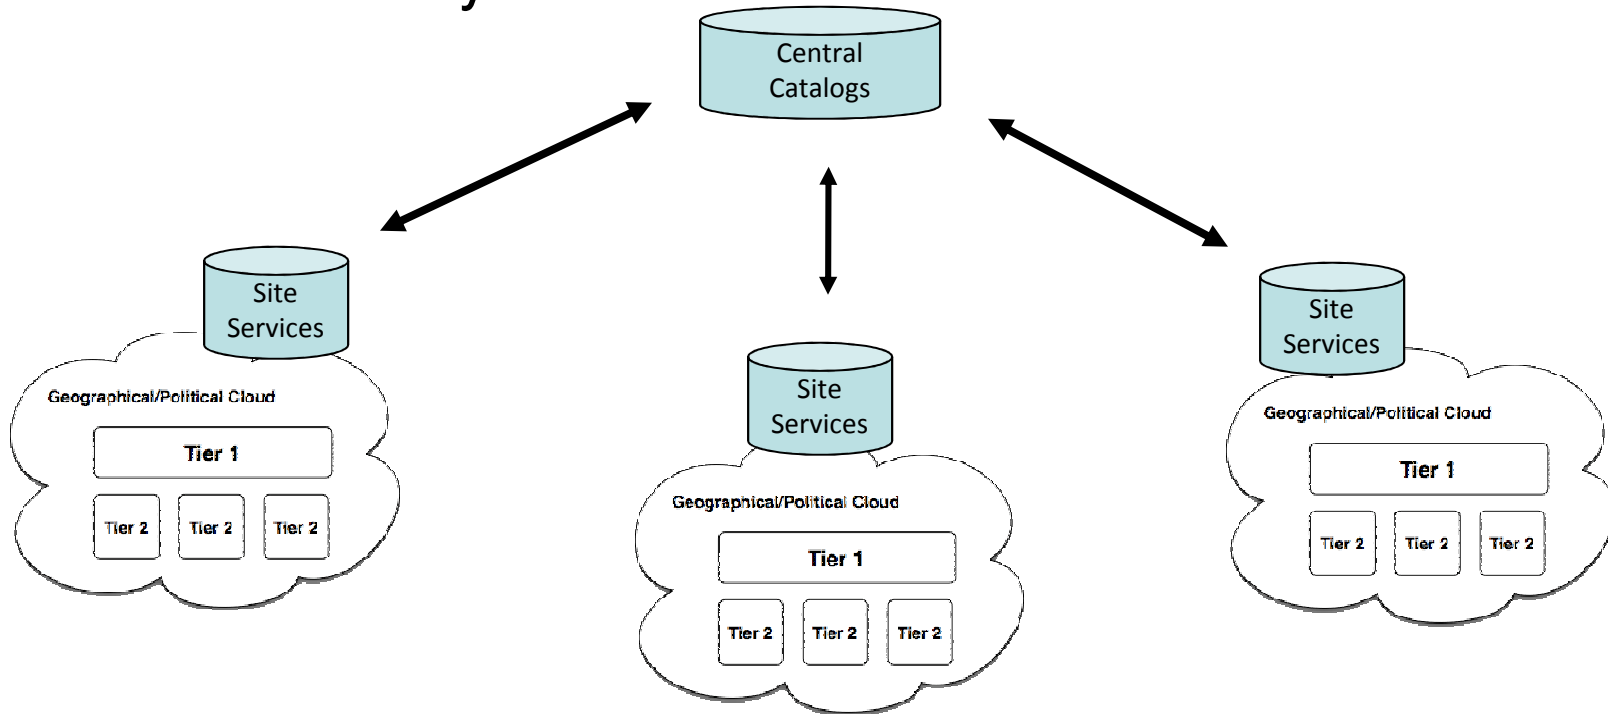 Central
Catalogs
Site
Services
Geographical/Political Cloud
Tier 1
Tier 2 Tier 2 Tier 2
Site
Services
Geographical/Political Cloud
Tier 1
Tier 2 Tier 2 Tier 2
Site
Services
Geographical/Political Cloud
Tier 1
Tier 2 Tier 2 Tier 2